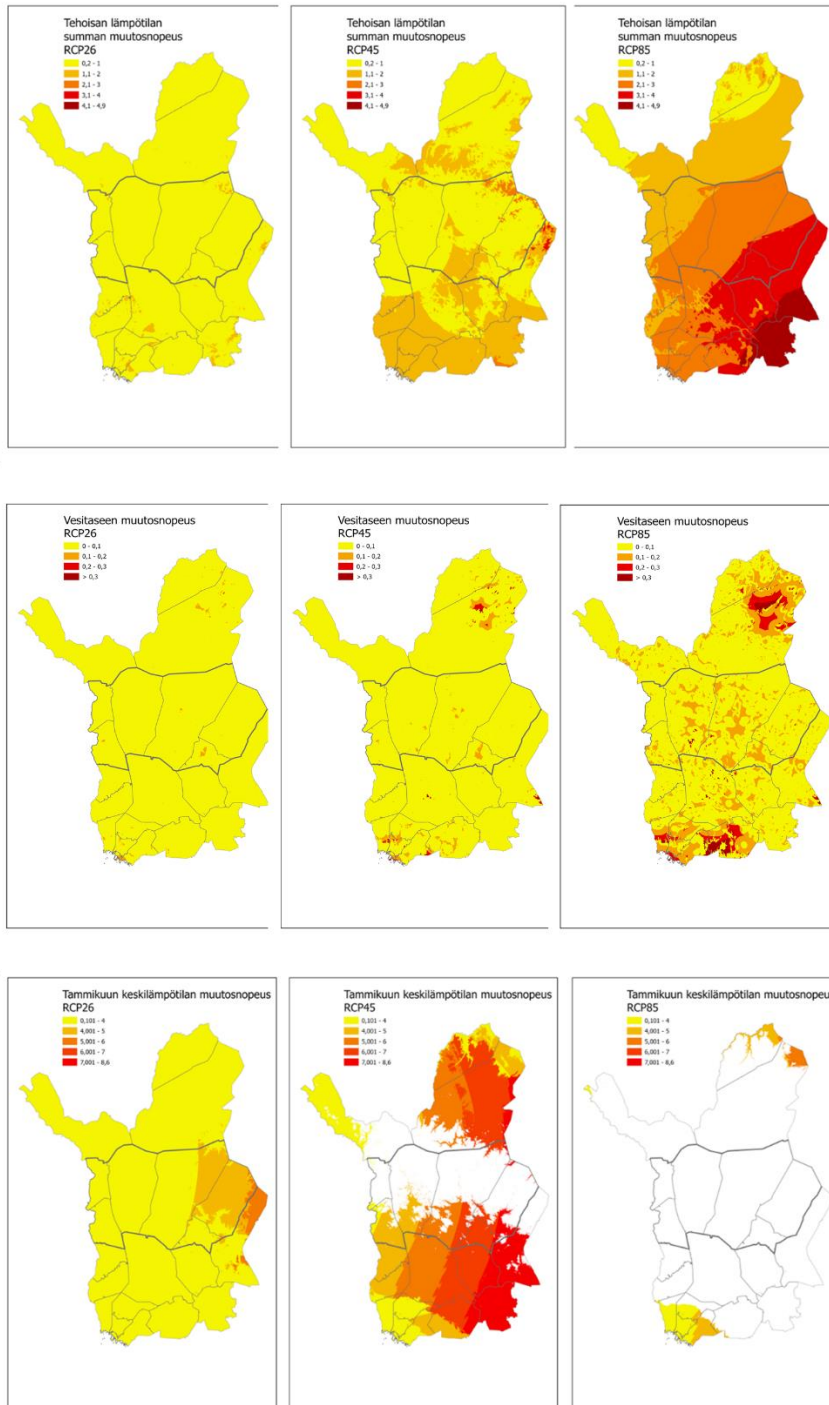 Tehoisan lämpötilan
summan muutosnopeus
RCP26
0,2 - 1
1,1 - 2
2,1 - 3
3,1 - 4
4,1 - 4,9
Tehoisan lämpötilan
summan muutosnopeus
RCP45
0,2 - 1
1,1 - 2
2,1 - 3
3,1 - 4
4,1 - 4,9
Tehoisan lämpötilan
summan muutosnopeus
RCP85
0,2 - 1
1,1 - 2
2,1 - 3
3,1 - 4
4,1 - 4,9
Vesitaseen muutosnopeus
RCP26
0 - 0,1
0,1 - 0,2
0,2 - 0,3
> 0,3
Vesitaseen muutosnopeus
RCP45
0 - 0,1
0,1 - 0,2
0,2 - 0,3
> 0,3
Vesitaseen muutosnopeus
RCP85
0 - 0,1
0,1 - 0,2
0,2 - 0,3
> 0,3
Tammikuun keskilämpötilan muutosnopeus
RCP26
0,101 - 4
4,001 - 5
5,001 - 6
6,001 - 7
7,001 - 8,6
Tammikuun keskilämpötilan muutosnopeus
RCP45
0,101 - 4
4,001 - 5
5,001 - 6
6,001 - 7
7,001 - 8,6
Tammikuun keskilämpötilan muutosnopeu
RCP85
0,101 - 4
4,001 - 5
5,001 - 6
6,001 - 7
7,001 - 8,6